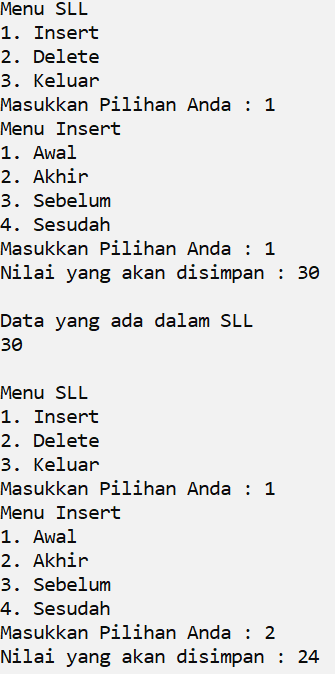 Menu SLL
1. Insert
2. Delete
3. Keluar
Masukkan Pilihan Anda : 1
Menu Insert
1. Awal
2. Akhir
3. Sebelum
4. Sesudah
Masukkan Pilihan Anda : 1
Nilai yang akan disimpan : 30

Data yang ada dalam SLL
30

Menu SLL
1. Insert
2. Delete
3. Keluar
Masukkan Pilihan Anda : 1
Menu Insert
1. Awal
2. Akhir
3. Sebelum
4. Sesudah
Masukkan Pilihan Anda : 2
Nilai yang akan disimpan : 24